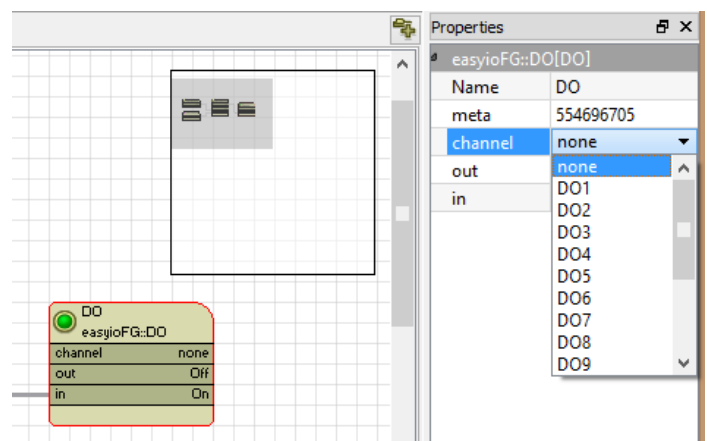 Properties
easyioFG::DO[DO]
Name DO
meta 554696705
channel none
out
in
none
DO1
DO2
DO3
DO4
DO5
DO6
DO7
DO8
DO9
DO
easyioFG::DO
channel none
out Off
in On